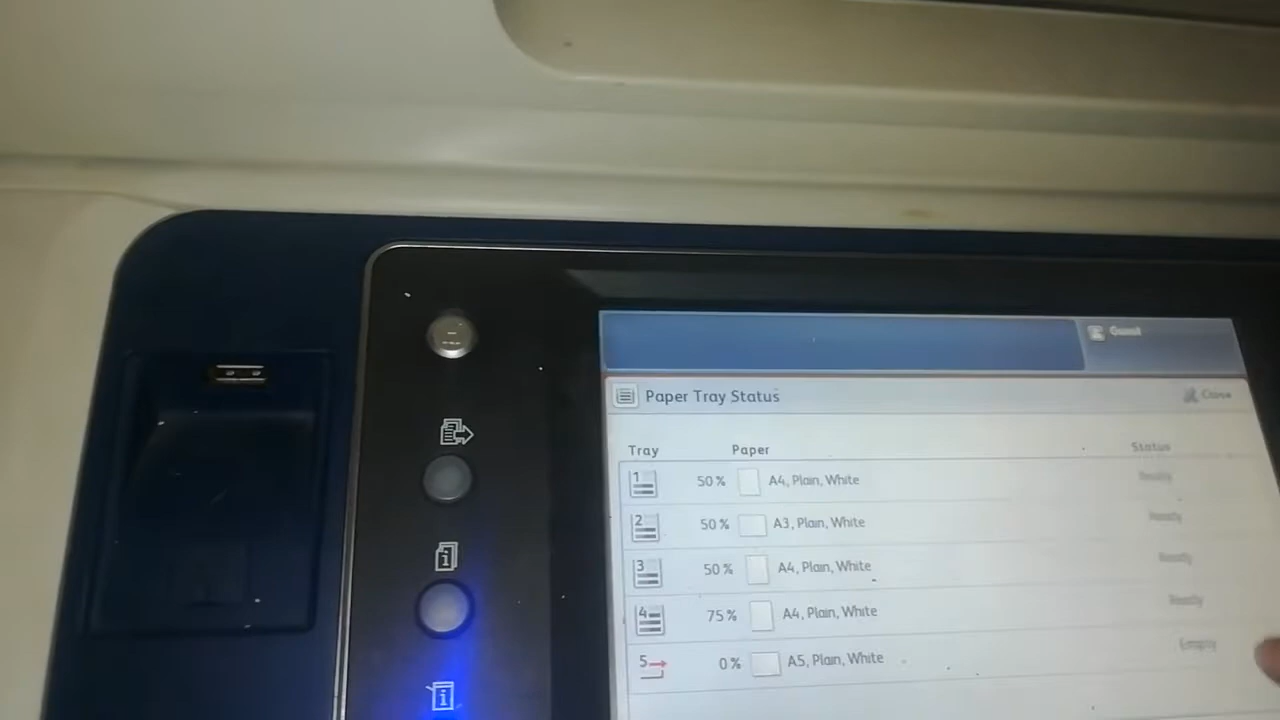 Guest
Paper Tray Status
Close
Tray Paper Status
1 50% A4, Plain, White Ready
2 50% A3, Plain, White Ready
3 50% A4, Plain, White Ready
4 75% A4, Plain, White Ready
5 0% A5, Plain, White Empty